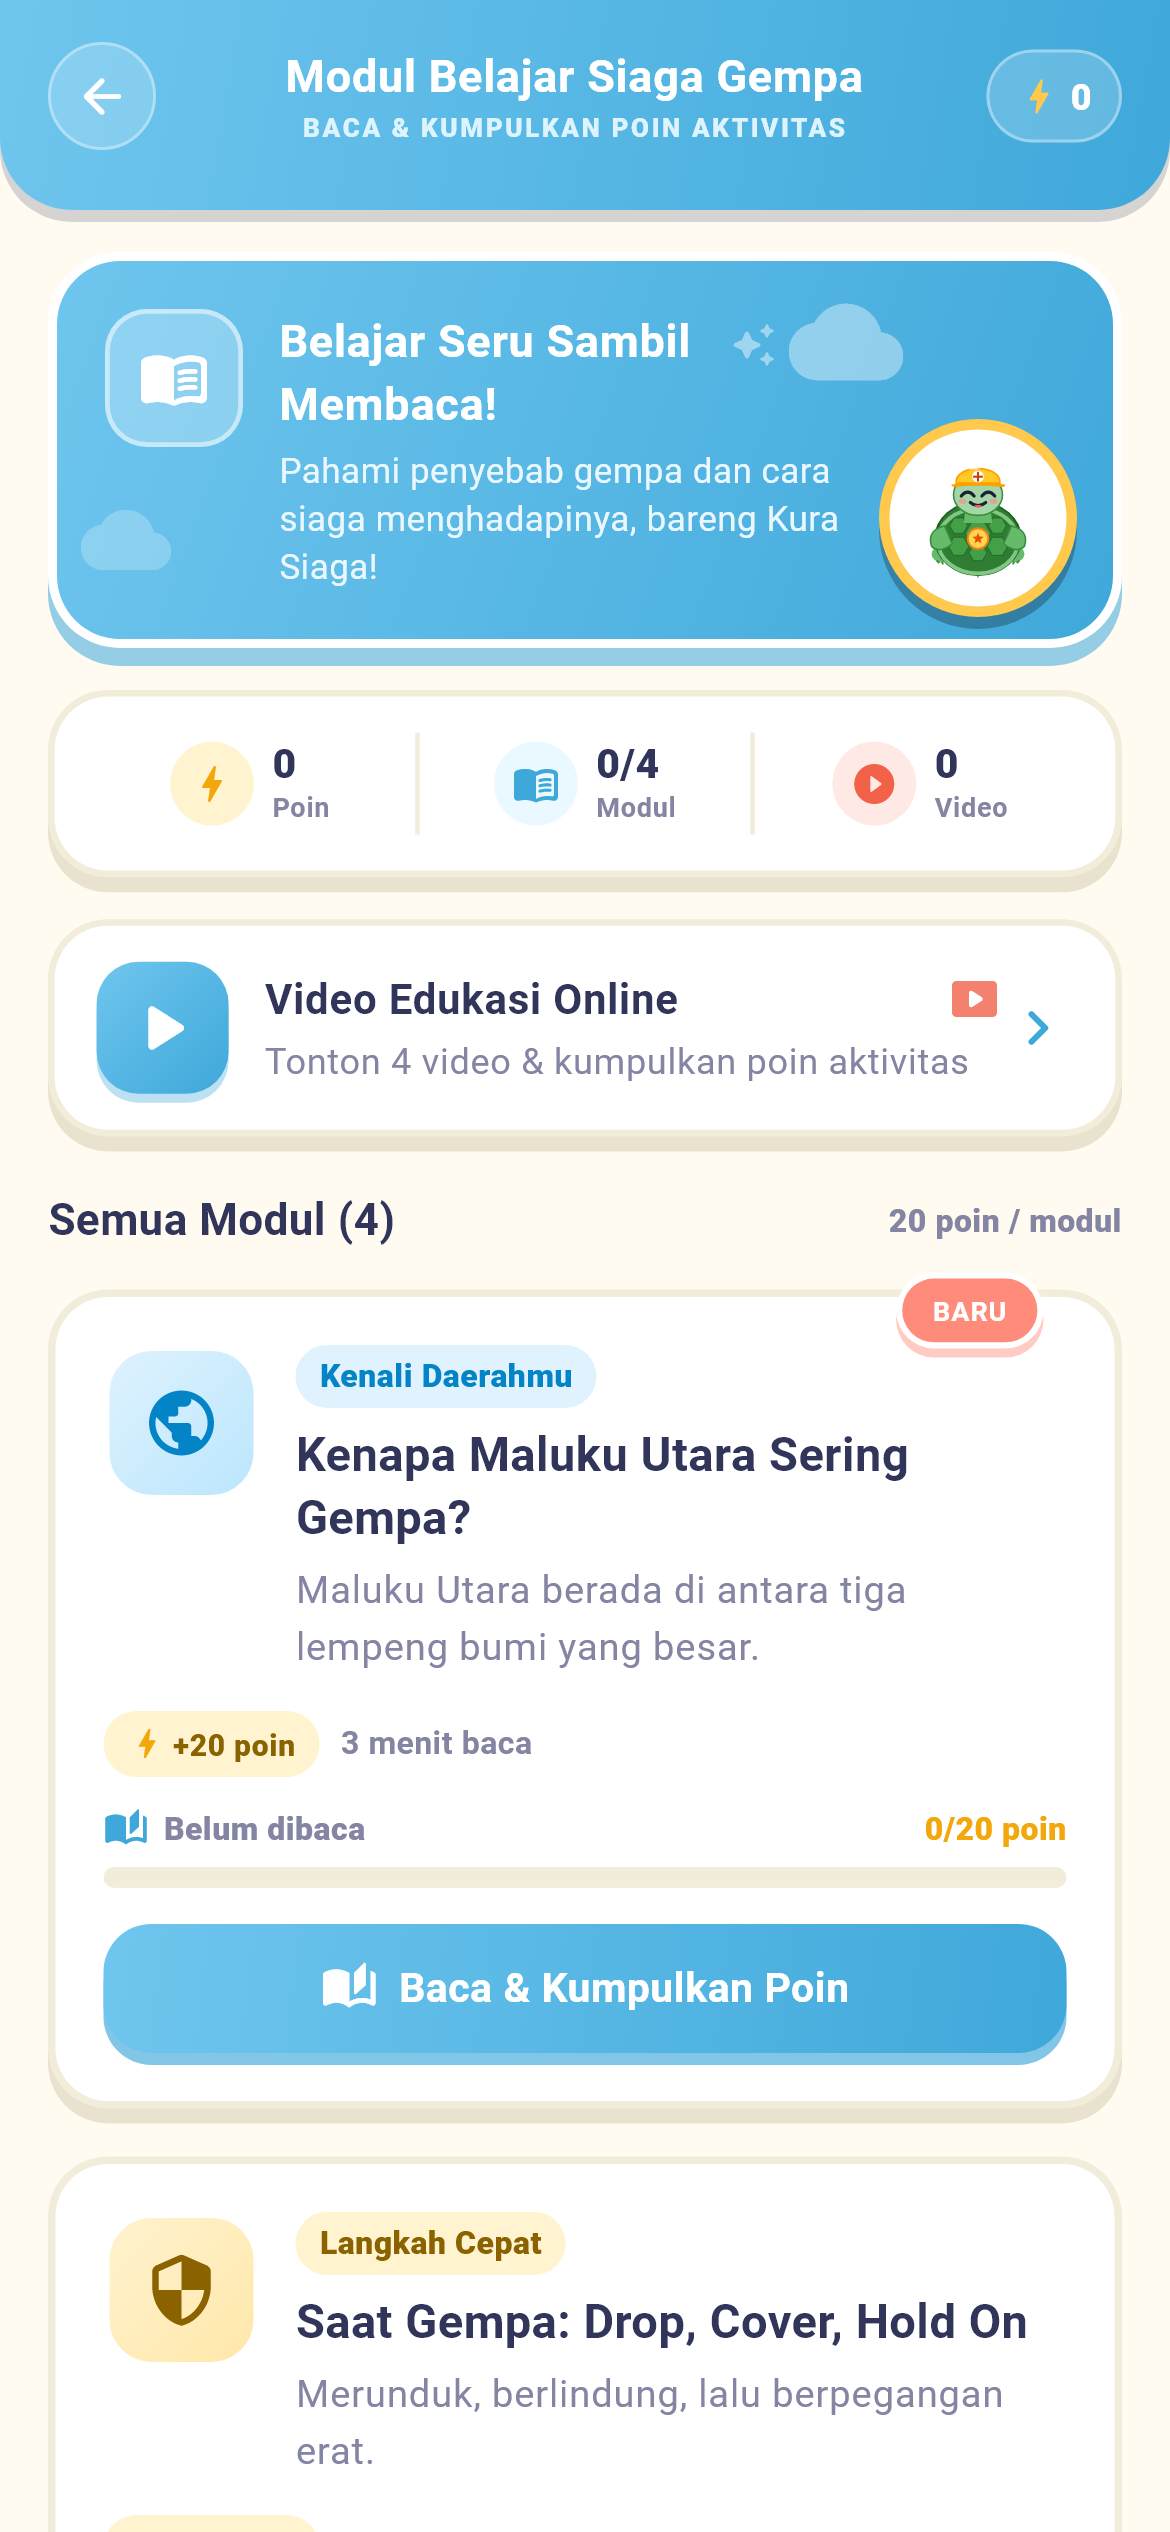 Modul Belajar Siaga Gempa
BACA & KUMPULKAN POIN AKTIVITAS
0
Belajar Seru Sambil
Membaca!
Pahami penyebab gempa dan cara
siaga menghadapinya, bareng Kura
Siaga!
0
Poin
0/4
Modul
0
Video
Video Edukasi Online
Tonton 4 video & kumpulkan poin aktivitas
Semua Modul (4)
20 poin / modul
BARU
Kenali Daerahmu
Kenapa Maluku Utara Sering
Gempa?
Maluku Utara berada di antara tiga
lempeng bumi yang besar.
+20 poin
3 menit baca
Belum dibaca
0/20 poin
Baca & Kumpulkan Poin
Langkah Cepat
Saat Gempa: Drop, Cover, Hold On
Merunduk, berlindung, lalu berpegangan
erat.